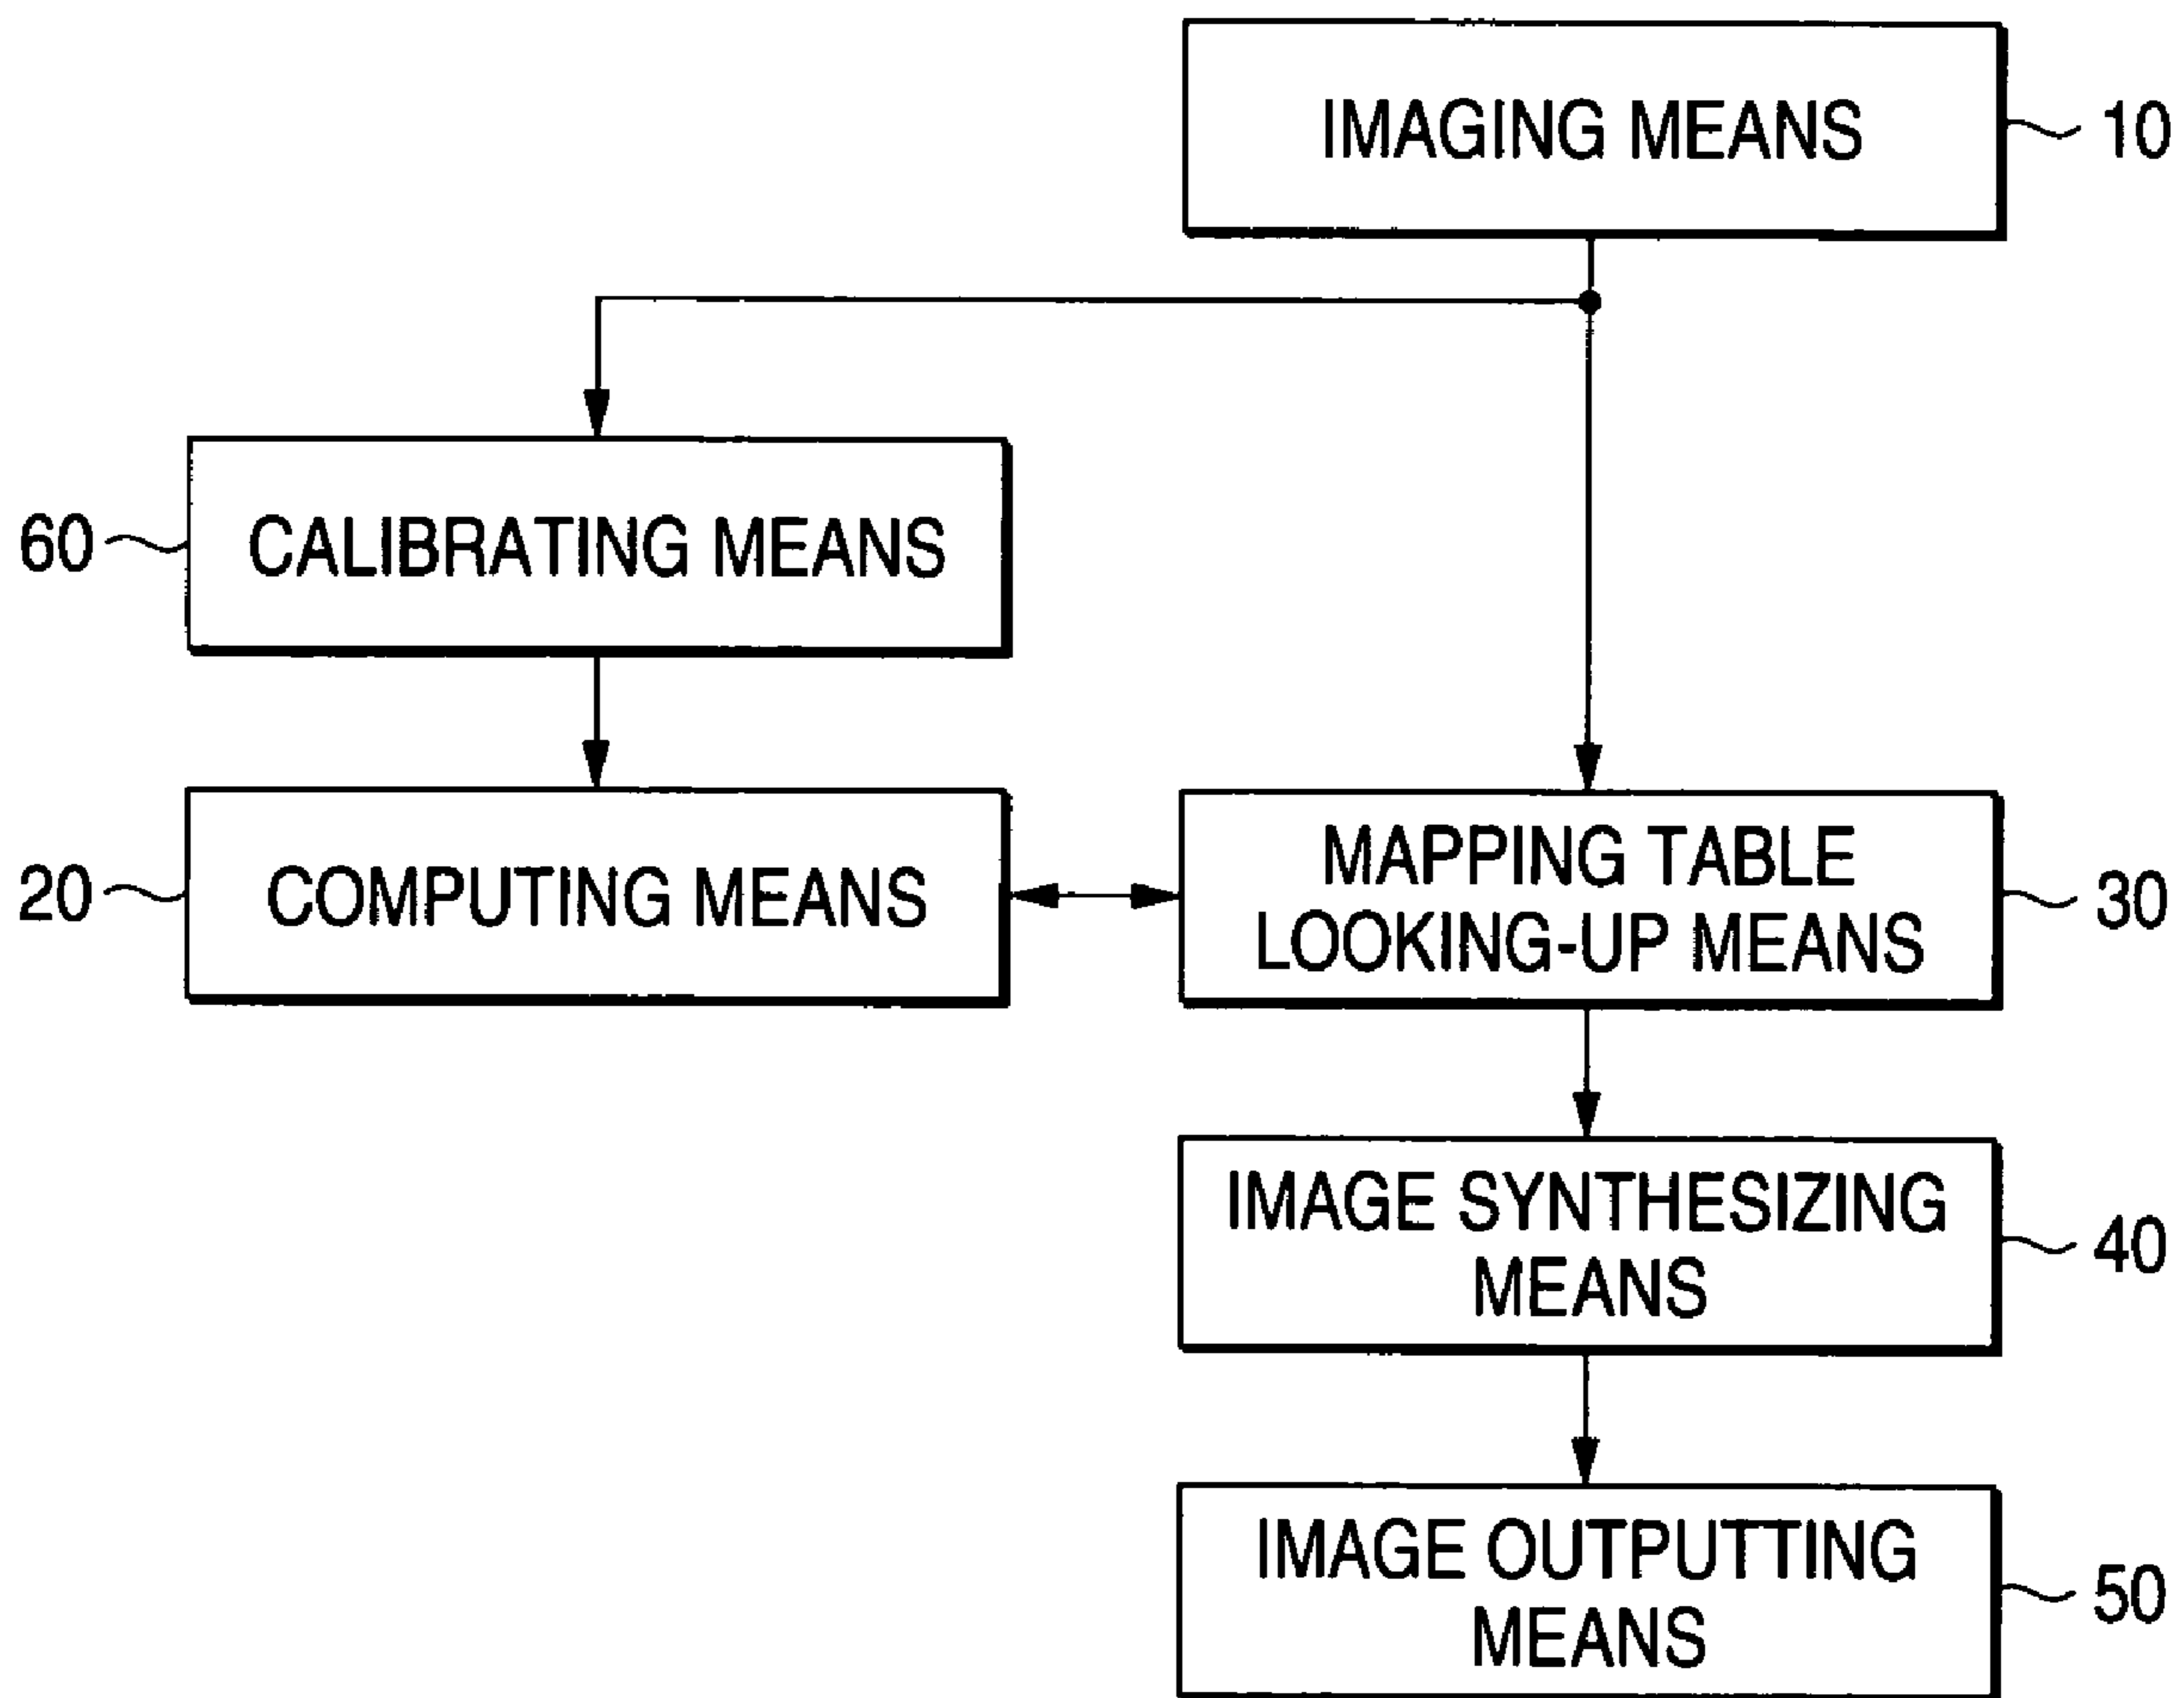 IMAGING MEANS
10
60
CALIBRATING MEANS
20
COMPUTING MEANS
MAPPING TABLE
LOOKING-UP MEANS
30
IMAGE SYNTHESIZING
MEANS
40
IMAGE OUTPUTTING
MEANS
50